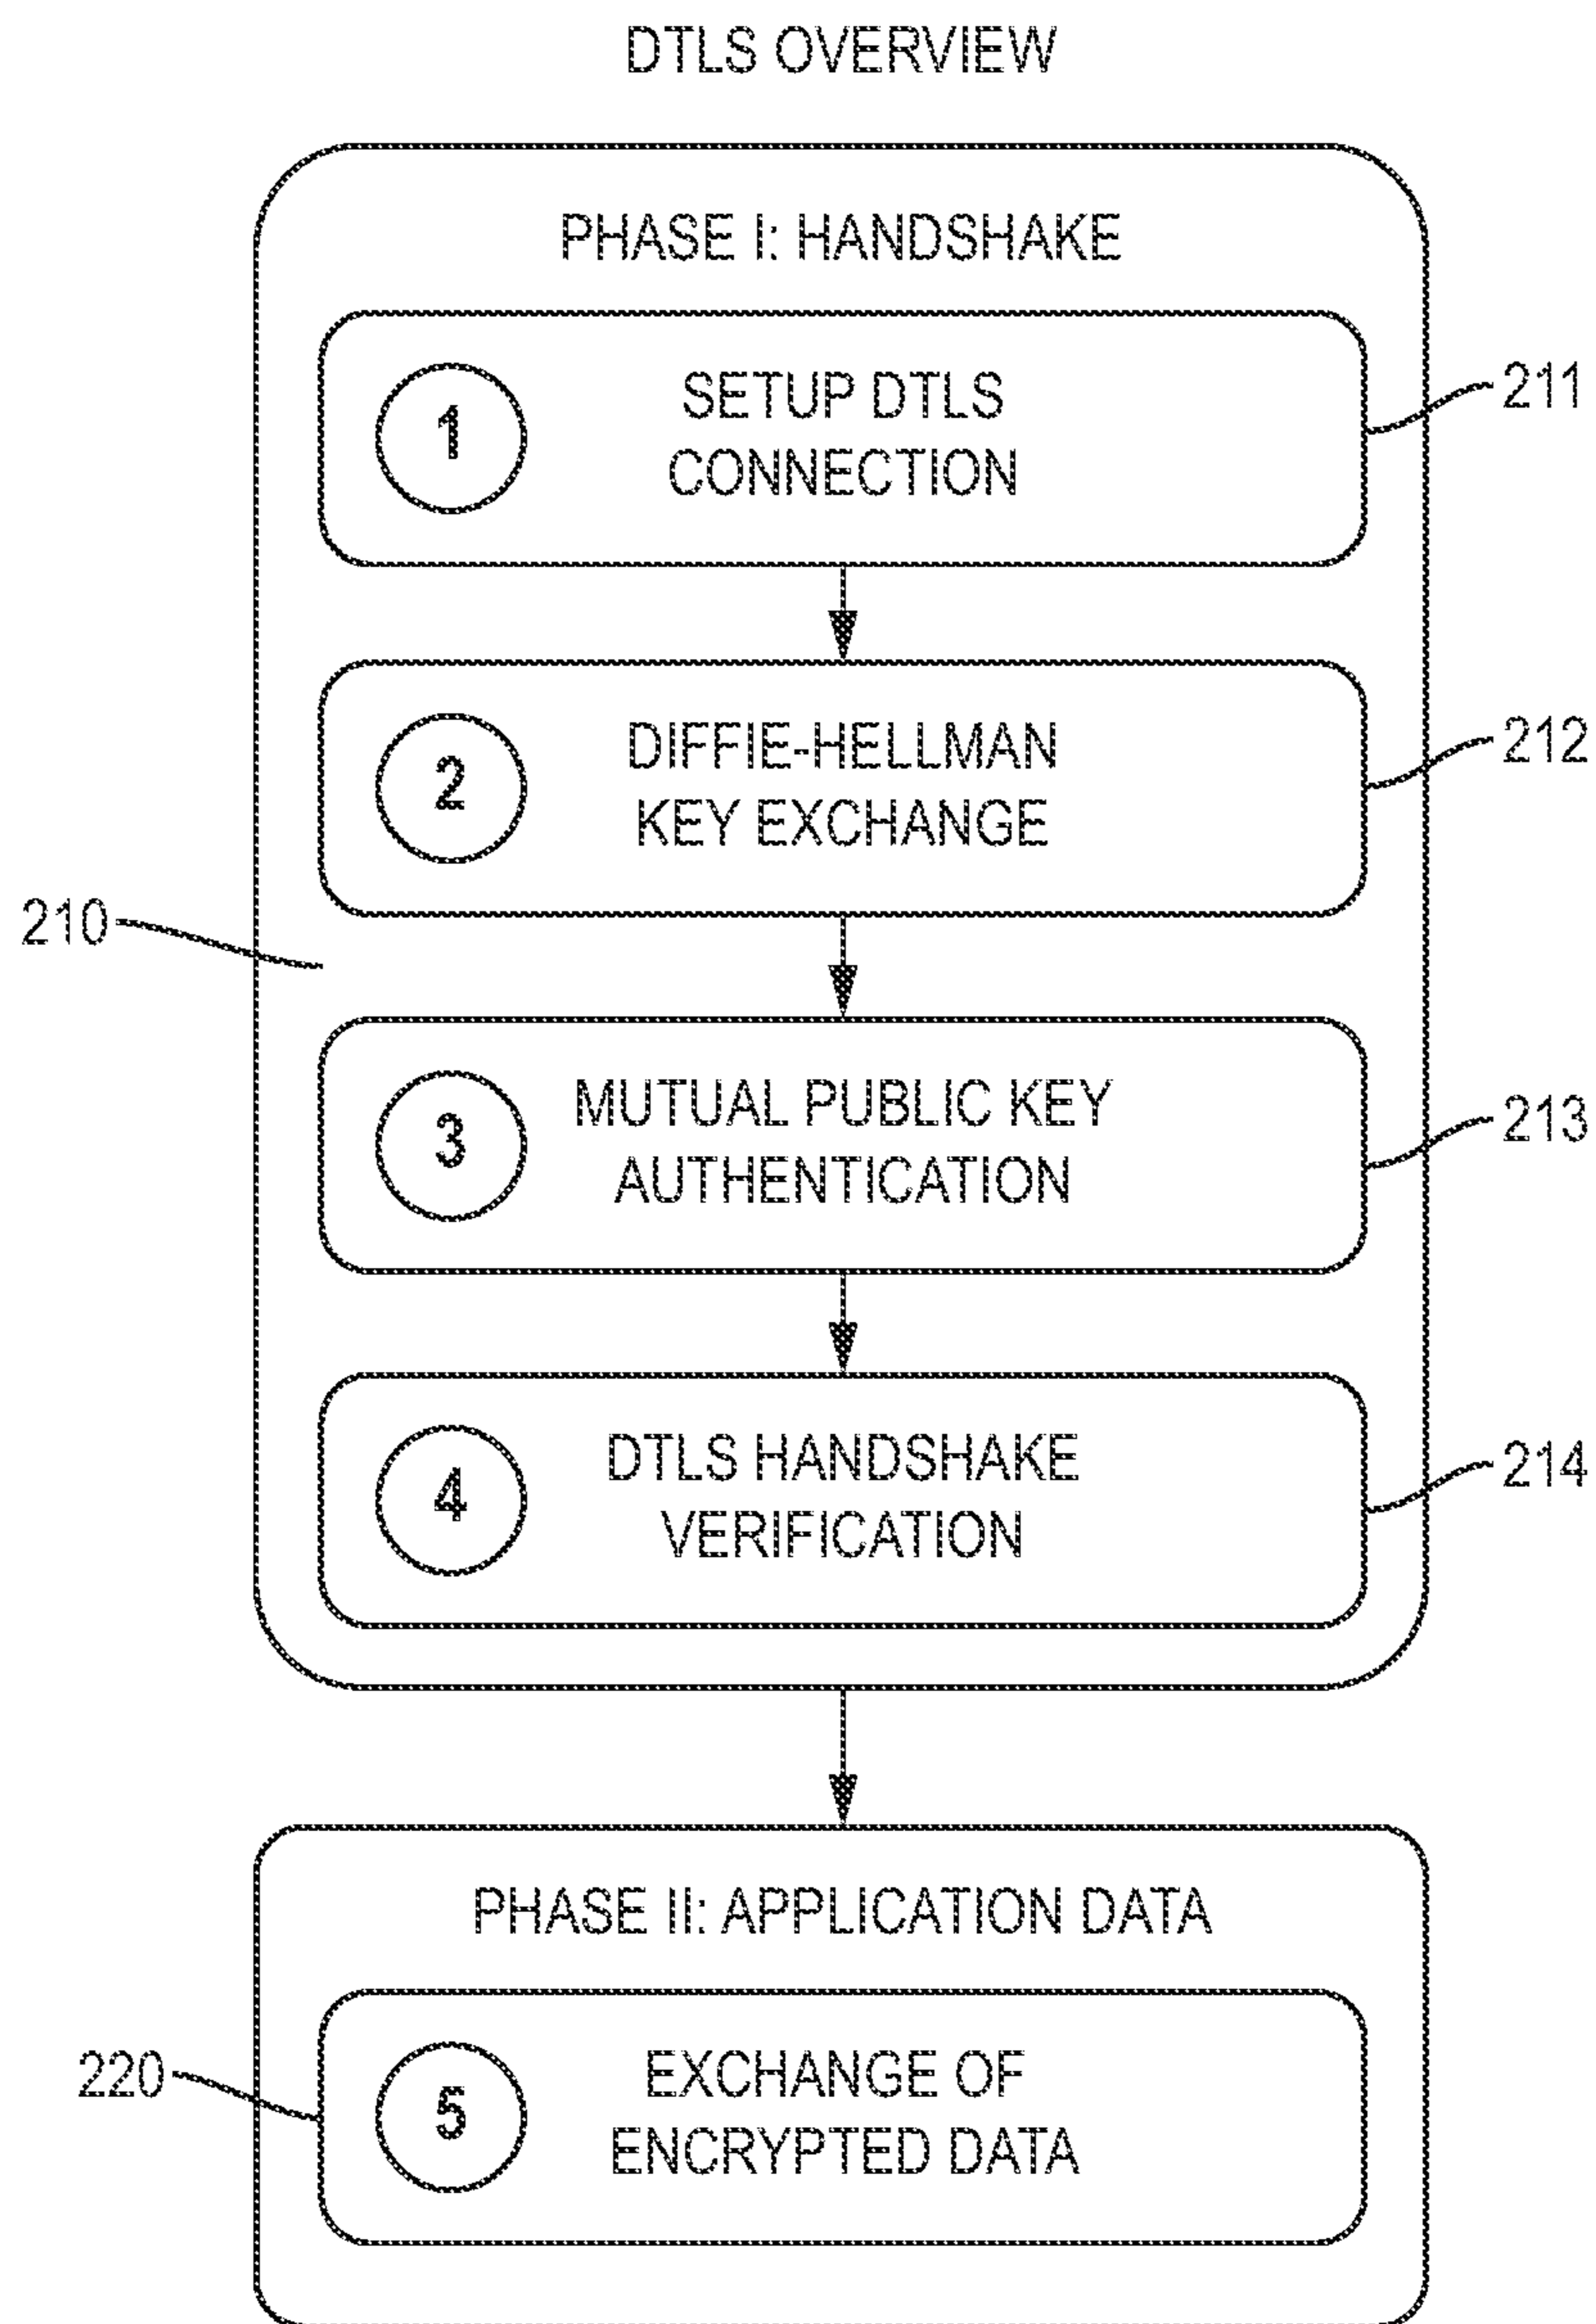 DTLS OVERVIEW
PHASE I: HANDSHAKE
1
SETUP DTLS
CONNECTION
211
2
DIFFIE-HELLMAN
KEY EXCHANGE
212
210
3
MUTUAL PUBLIC KEY
AUTHENTICATION
213
4
DTLS HANDSHAKE
VERIFICATION
214
PHASE II: APPLICATION DATA
220
5
EXCHANGE OF
ENCRYPTED DATA